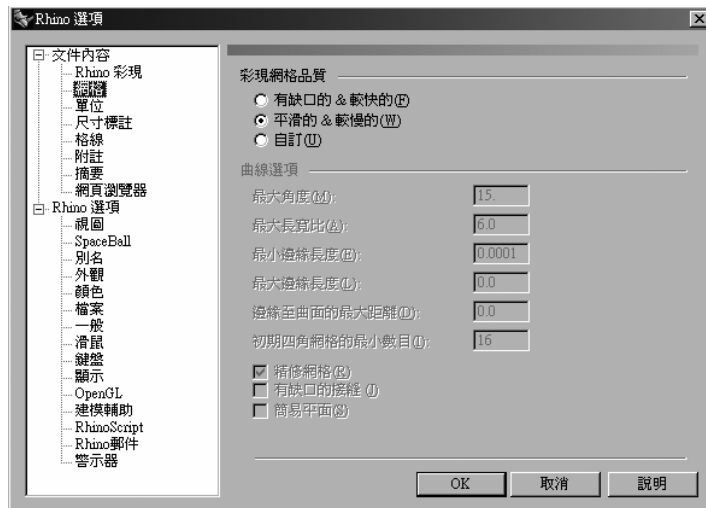 Rhino 選項
文件內容
Rhino 彩現
網格
單位
尺寸標註
格線
附註
摘要
網頁瀏覽器
Rhino 選項
視圖
SpaceBall
別名
外觀
顏色
檔案
一般
滑鼠
鍵盤
顯示
OpenGL
建模輔助
RhinoScript
Rhino郵件
警示器
彩現網格品質
有缺口的 & 較快的(F)
平滑的 & 較慢的(W)
自訂(U)
曲線選項
最大角度(M): 15.
最大長寬比(A): 6.0
最小邊緣長度(E): 0.0001
最大邊緣長度(L): 0.0
邊緣至曲面的最大距離(D): 0.0
初期四角網格的最小數目(I): 16
精修網格(R)
有缺口的接縫 (J)
簡易平面(S)
OK 取消 說明